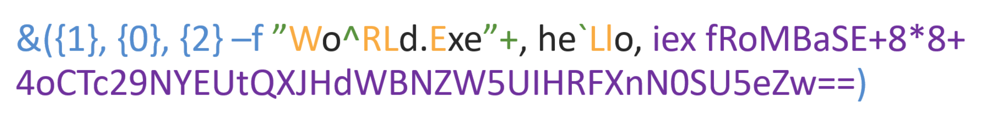 &({1}, {0}, {2} –f ”Wo^RLd.Exe”+, he`Llo, iex fRoMBaSE+8*8+
4oCTc29NYEUtQXJHdWBNZW5UIHRFXnN0SU5eZw==)